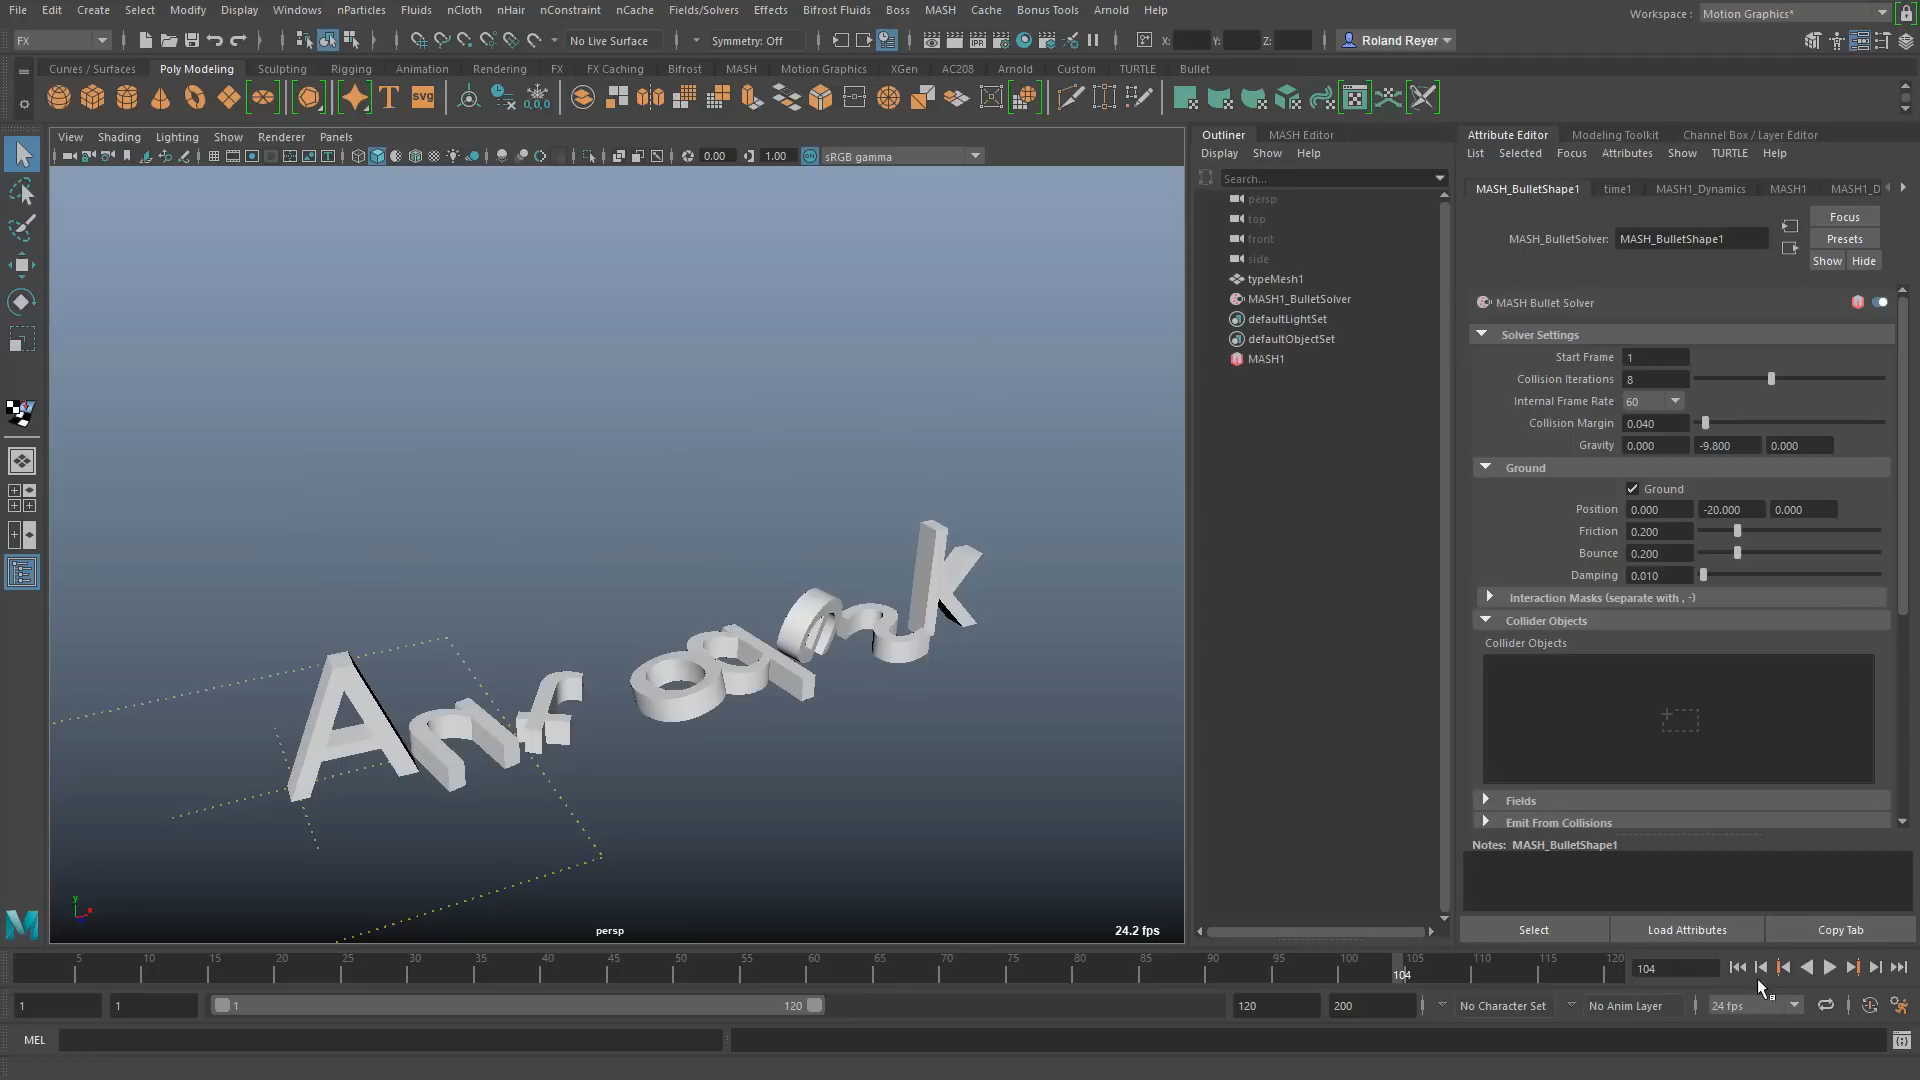 File Edit Create Select Modify Display Windows nParticles Fluids nCloth nHair nConstraint nCache Fields/Solvers Effects Bifrost Fluids Boss MASH Cache Bonus Tools Arnold Help
Workspace : Motion Graphics*
FX No Live Surface Symmetry: Off X: Y: Z: Roland Reyer
Curves / Surfaces Poly Modeling Sculpting Rigging Animation Rendering FX FX Caching Bifrost MASH Motion Graphics XGen AC208 Arnold Custom TURTLE Bullet
T SVG 0,0,0
View Shading Lighting Show Renderer Panels
0.00 1.00 sRGB gamma
Outliner MASH Editor
Display Show Help
Search...
persp
top
front
side
typeMesh1
MASH1_BulletSolver
defaultLightSet
defaultObjectSet
MASH1
Attribute Editor Modeling Toolkit Channel Box / Layer Editor
List Selected Focus Attributes Show TURTLE Help
MASH_BulletShape1 time1 MASH1_Dynamics MASH1 MASH1_D
Focus
MASH_BulletSolver: MASH_BulletShape1 Presets
Show Hide
MASH Bullet Solver
Solver Settings
Start Frame 1
Collision Iterations 8
Internal Frame Rate 60
Collision Margin 0.040
Gravity 0.000 -9.800 0.000
Ground
Ground
Position 0.000 -20.000 0.000
Friction 0.200
Bounce 0.200
Damping 0.010
Interaction Masks (separate with , -)
Collider Objects
Collider Objects
Fields
Emit From Collisions
Notes: MASH_BulletShape1
Select Load Attributes Copy Tab
y
persp 24.2 fps
5 10 15 20 25 30 35 40 45 50 55 60 65 70 75 80 85 90 95 100 105 110 115 120
104 104
1 1 1 120 120 200 No Character Set No Anim Layer 24 fps
MEL